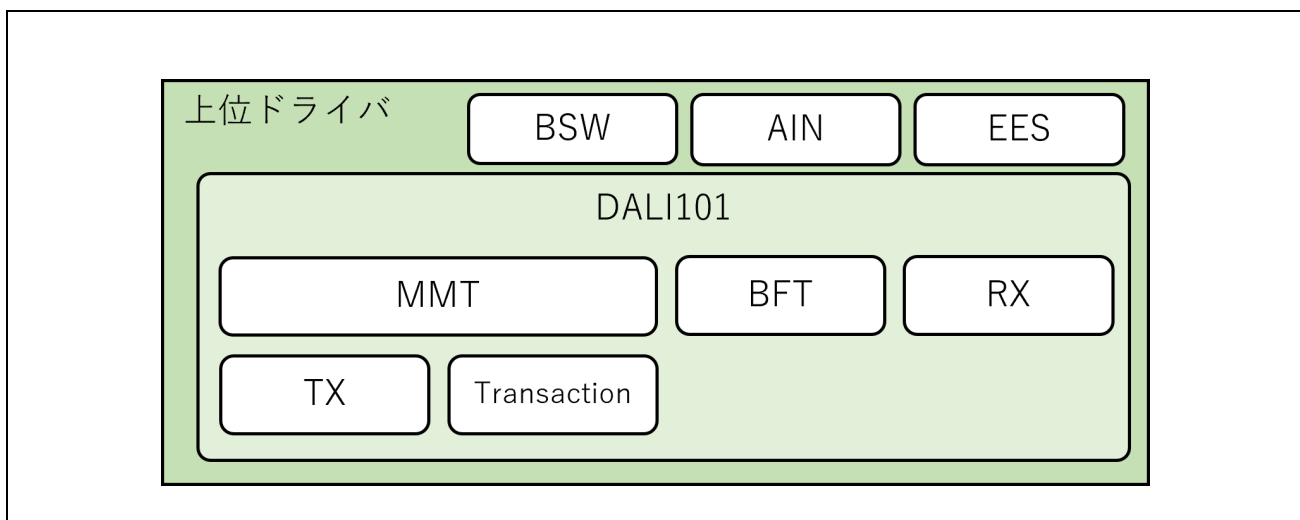 上位ドライバ
BSW
AIN
EES
DALI101
MMT
BFT
RX
TX
Transaction